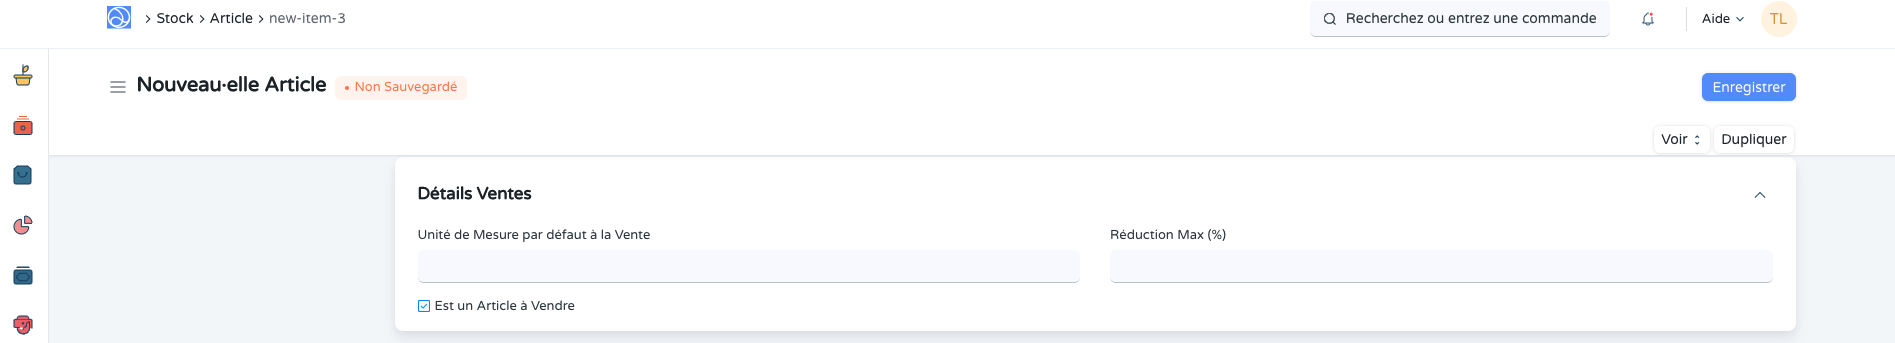 Stock Article new-item-3
Recherchez ou entrez une commande
Aide
TL
Nouveau·elle Article
Non Sauvegardé
Enregistrer
Voir
Dupliquer
Détails Ventes
Unité de Mesure par défaut à la Vente
Réduction Max (%)
Est un Article à Vendre